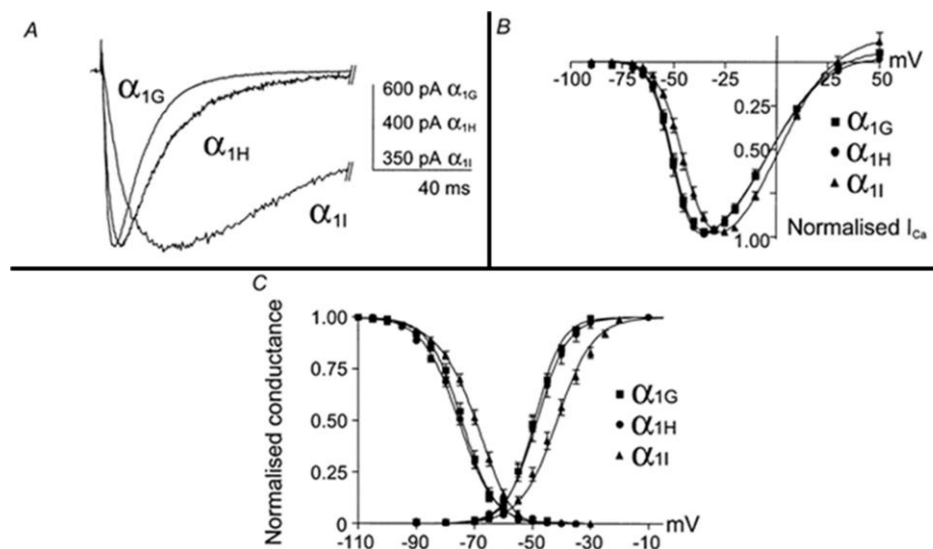 A
α1G
α1H
α1I
600 pA α1G
400 pA α1H
350 pA α1I
40 ms
B
mV
-100 -75 -50 -25 25 50
0.25
0.50
0.75
1.00
Normalised ICa
α1G
α1H
α1I
C
Normalised conductance
1.00
0.75
0.50
0.25
0
-110 -90 -70 -50 -30 -10
mV
α1G
α1H
α1I